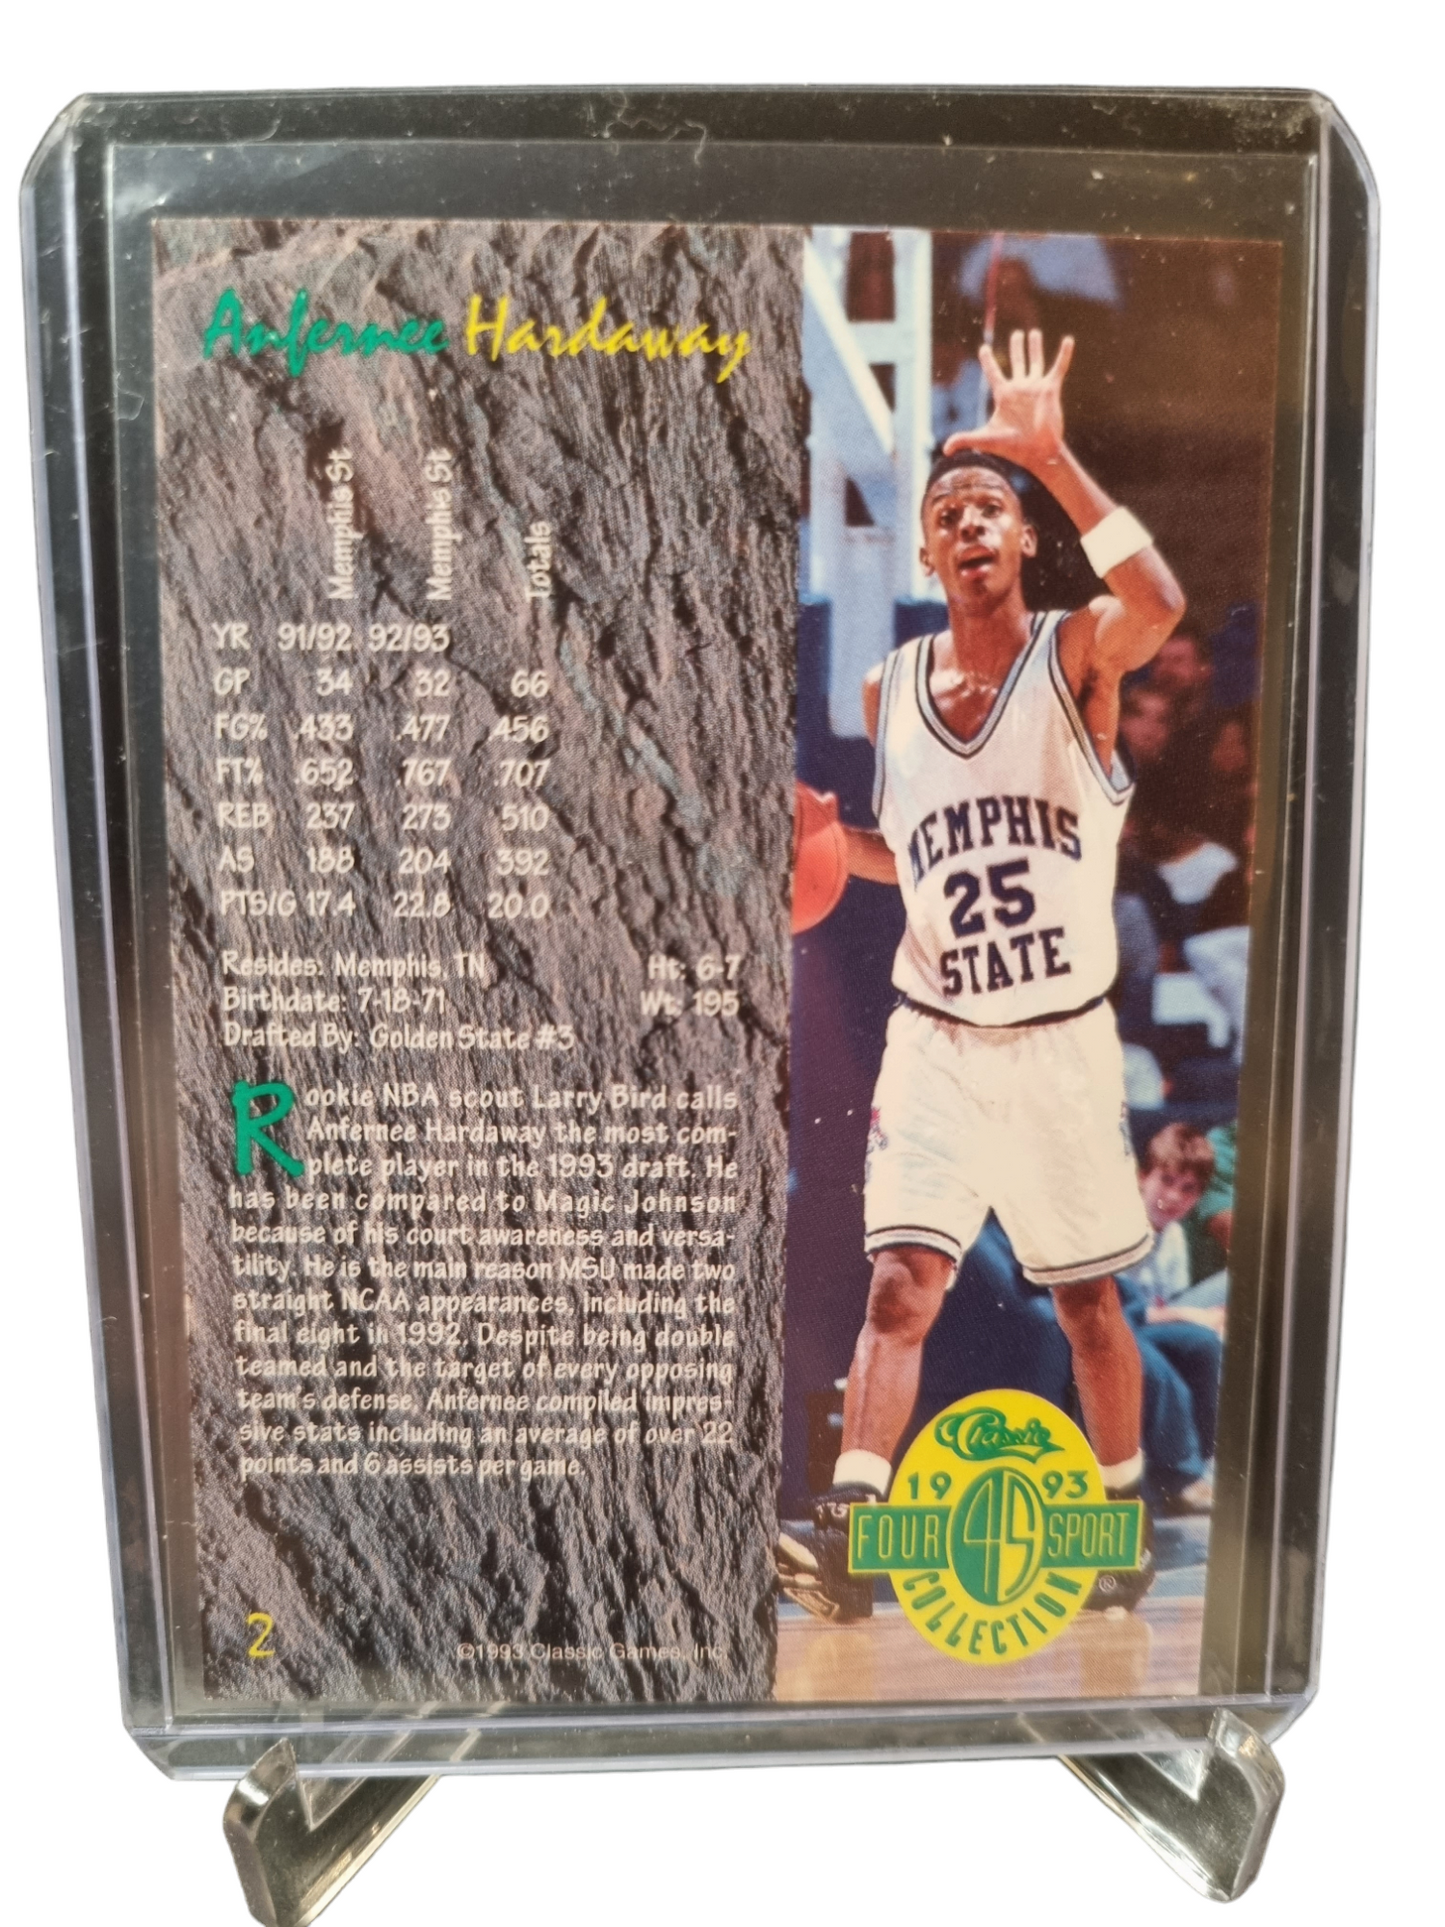 Anfernee Hardaway
Memphis St
Memphis St
Totals
YR 91/92 92/93
GP 34 32 66
FG% .433 .477 .456
FT% .652 .767 .707
REB 237 273 510
AS 188 204 392
PTS/G 17.4 22.8 20.0
Resides: Memphis, TN Ht: 6-7
Birthdate: 7-18-71 Wt: 195
Drafted By: Golden State #3
Rookie NBA scout Larry Bird calls
Anfernee Hardaway the most com-
plete player in the 1993 draft. He
has been compared to Magic Johnson
because of his court awareness and versa-
tility. He is the main reason MSU made two
straight NCAA appearances, including the
final eight in 1992. Despite being double
teamed and the target of every opposing
team's defense, Anfernee compiled impres-
sive stats including an average of over 22
points and 6 assists per game.
2
©1993 Classic Games, Inc.
MEMPHIS
25
STATE
Classic
1993
FOUR 4S SPORT
COLLECTION ®